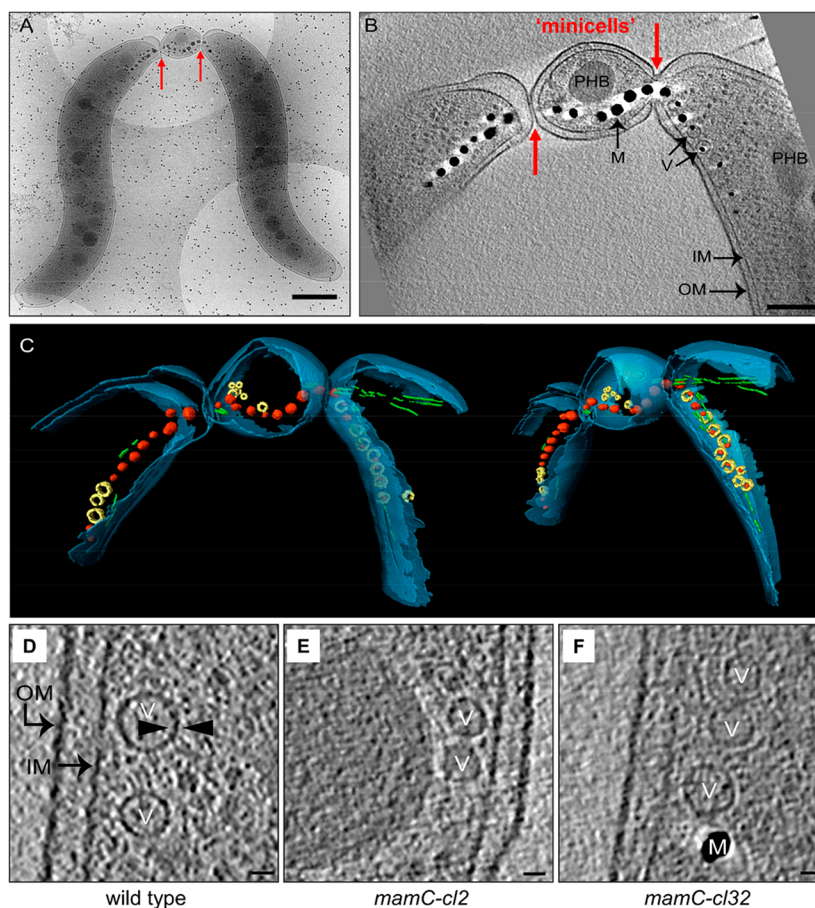 A
B
'minicells'
PHB
M
V
PHB
IM
OM
C
D
OM
V
IM
V
wild type
E
V
V
mamC-cl2
F
V
V
V
M
mamC-cl32